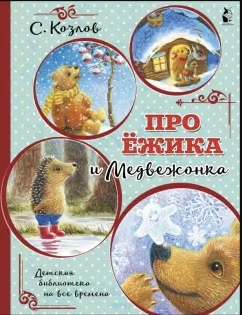 С. Козлов
ПРО
ЁЖИКА
и Медвежонка
Детская
библиотека
на все времена